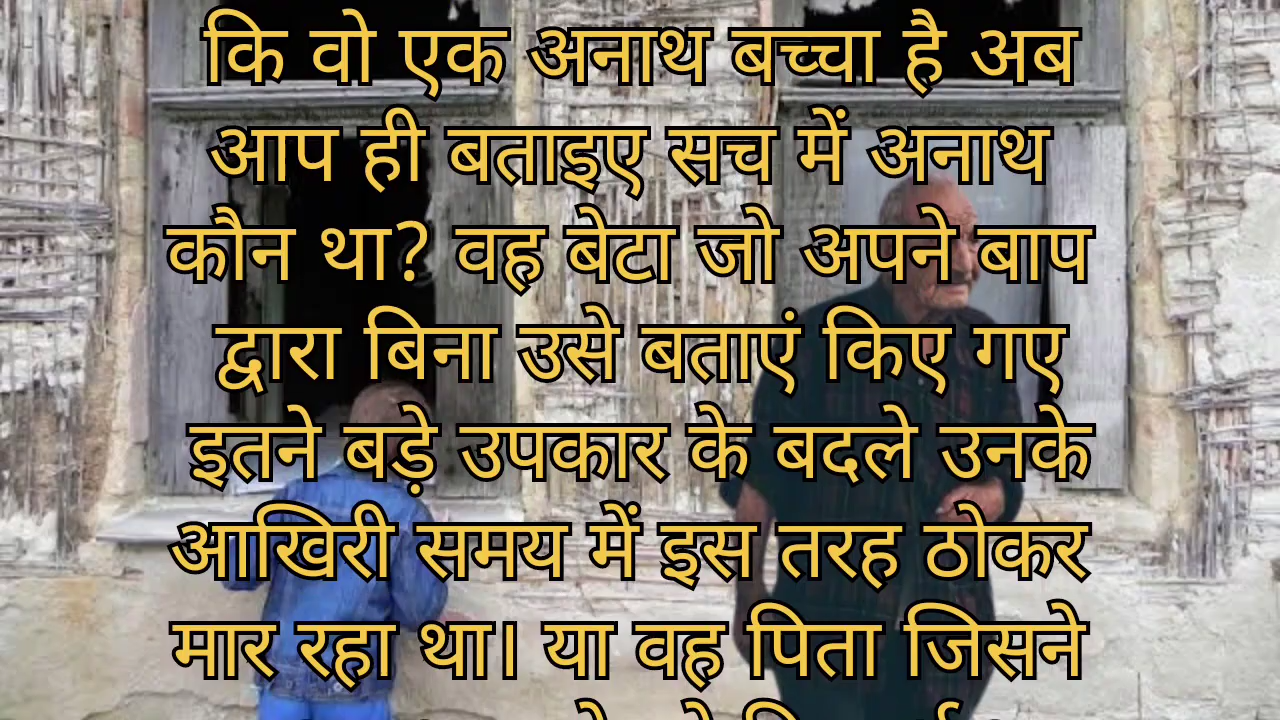 कि वो एक अनाथ बच्चा है अब
आप ही बताइए सच में अनाथ
कौन था? वह बेटा जो अपने बाप
द्वारा बिना उसे बताएं किए गए
इतने बड़े उपकार के बदले उनके
आखिरी समय में इस तरह ठोकर
मार रहा था। या वह पिता जिसने